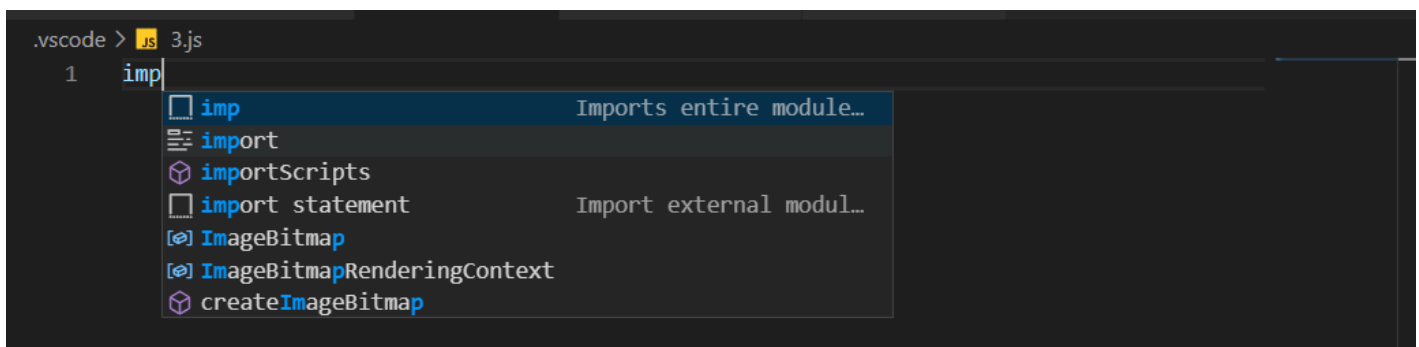 .vscode > JS 3.js
1 imp
imp Imports entire module…
import
importScripts
import statement Import external modul…
ImageBitmap
ImageBitmapRenderingContext
createImageBitmap